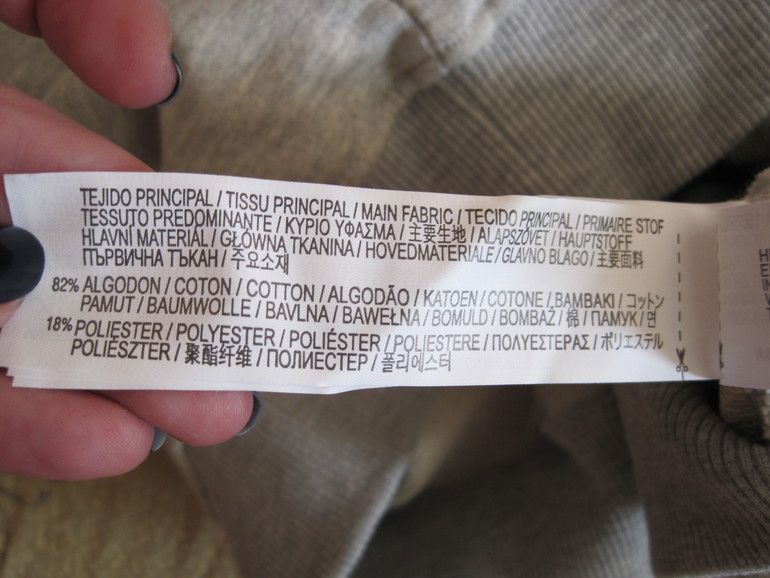 TEJIDO PRINCIPAL / TISSU PRINCIPAL / MAIN FABRIC / TECIDO PRINCIPAL / PRIMAIRE STOF
TESSUTO PREDOMINANTE / ΚΥΡΙΟ ΥΦΑΣΜΑ / 主要生地 / ALAPSZÖVET / HAUPTSTOFF
HLAVNÍ MATERIÁL / GŁÓWNA TKANINA / HOVEDMATERIALE / GLAVNO BLAGO / 主要面料
ПЪРВИЧНА ТЪКАН / 주요소재
82% ALGODON / COTON / COTTON / ALGODÃO / KATOEN / COTONE / ΒΑΜΒΑΚΙ / コットン
PAMUT / BAUMWOLLE / BAVLNA / BAWEŁNA / BOMULD / BOMBAŽ / 棉 / ПАМУК / 면
18% POLIESTER / POLYESTER / POLIÉSTER / POLIESTERE / ΠΟΛΥΕΣΤΕΡΑΣ / ポリエステル
POLIÉSZTER / 聚酯纤维 / ПОЛИЕСТЕР / 폴리에스터